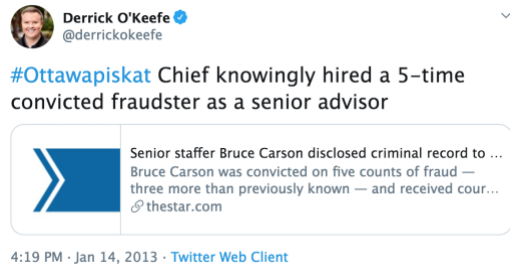 Derrick O'Keefe
@derrickokeefe
#Ottawapiskat Chief knowingly hired a 5-time
convicted fraudster as a senior advisor
Senior staffer Bruce Carson disclosed criminal record to ...
Bruce Carson was convicted on five counts of fraud —
three more than previously known — and received cour...
thestar.com
4:19 PM · Jan 14, 2013 · Twitter Web Client